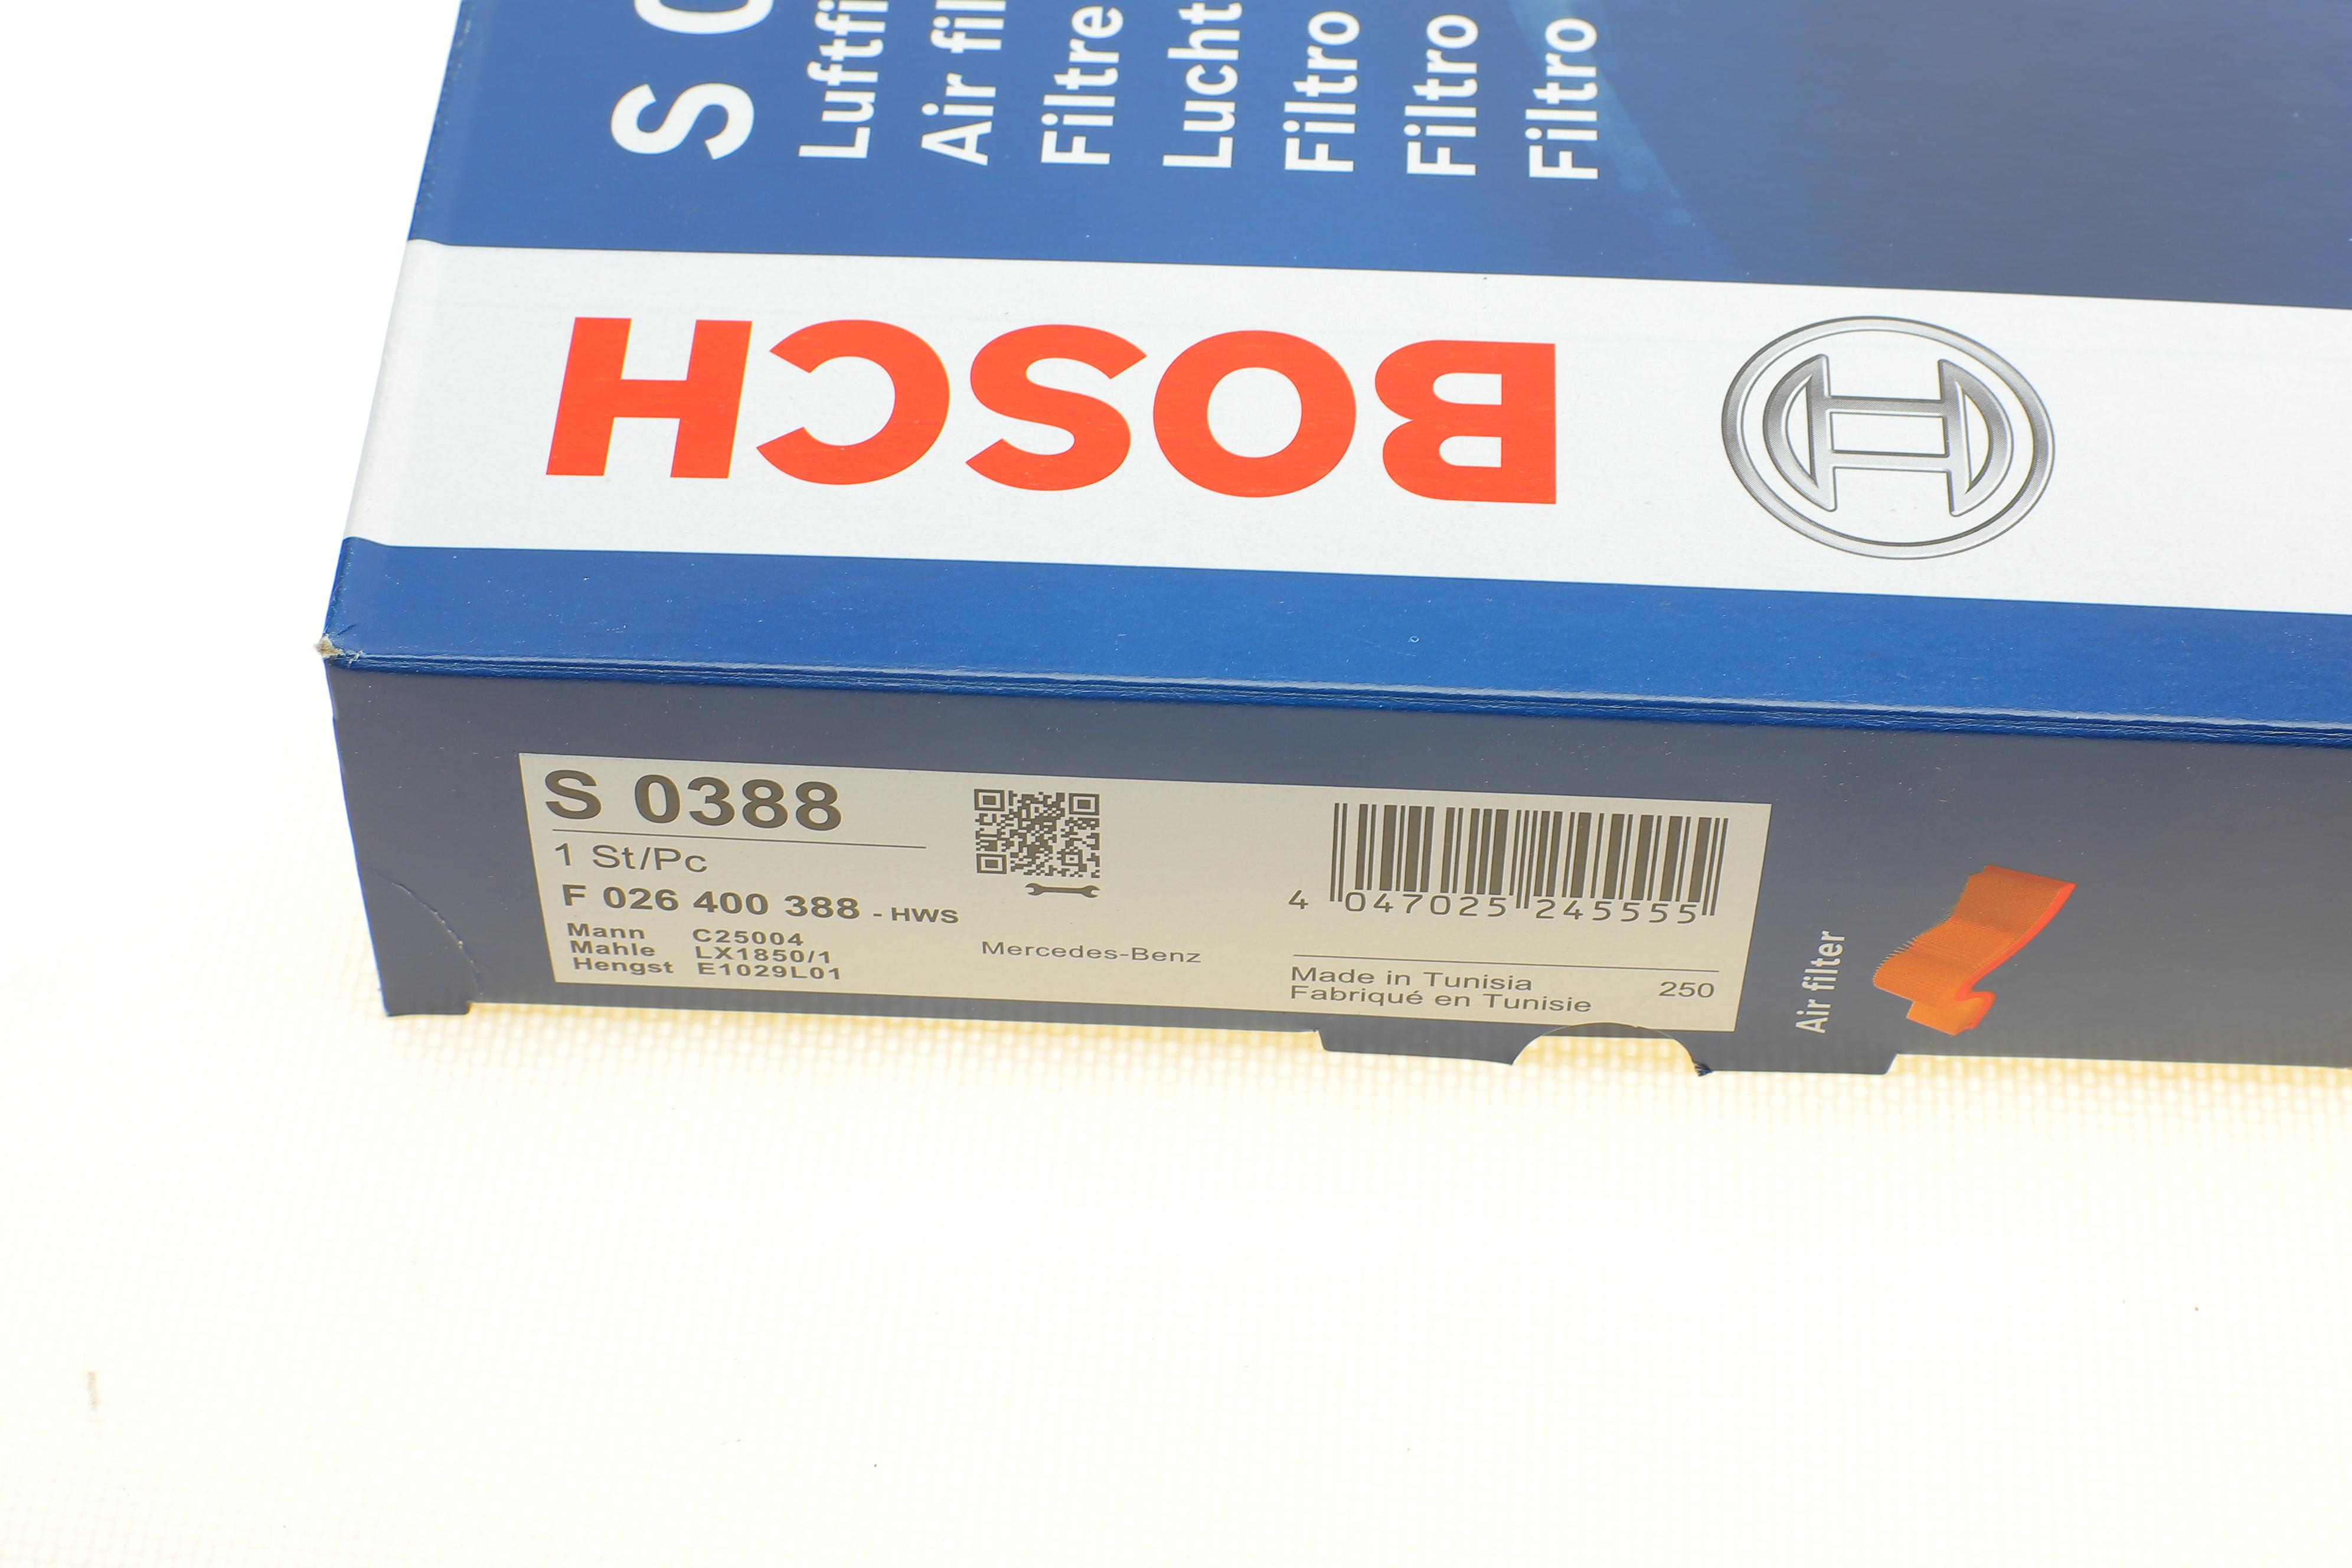 S 0
Luftfi
Air fil
Filtre
Lucht
Filtro
Filtro
Filtro
BOSCH
S 0388
1 St/Pc
F 026 400 388 - HWS
Mann C25004
Mahle LX1850/1
Hengst E1029L01
Mercedes-Benz
4 047025 245555
Made in Tunisia
Fabriqué en Tunisie 250
Air filter